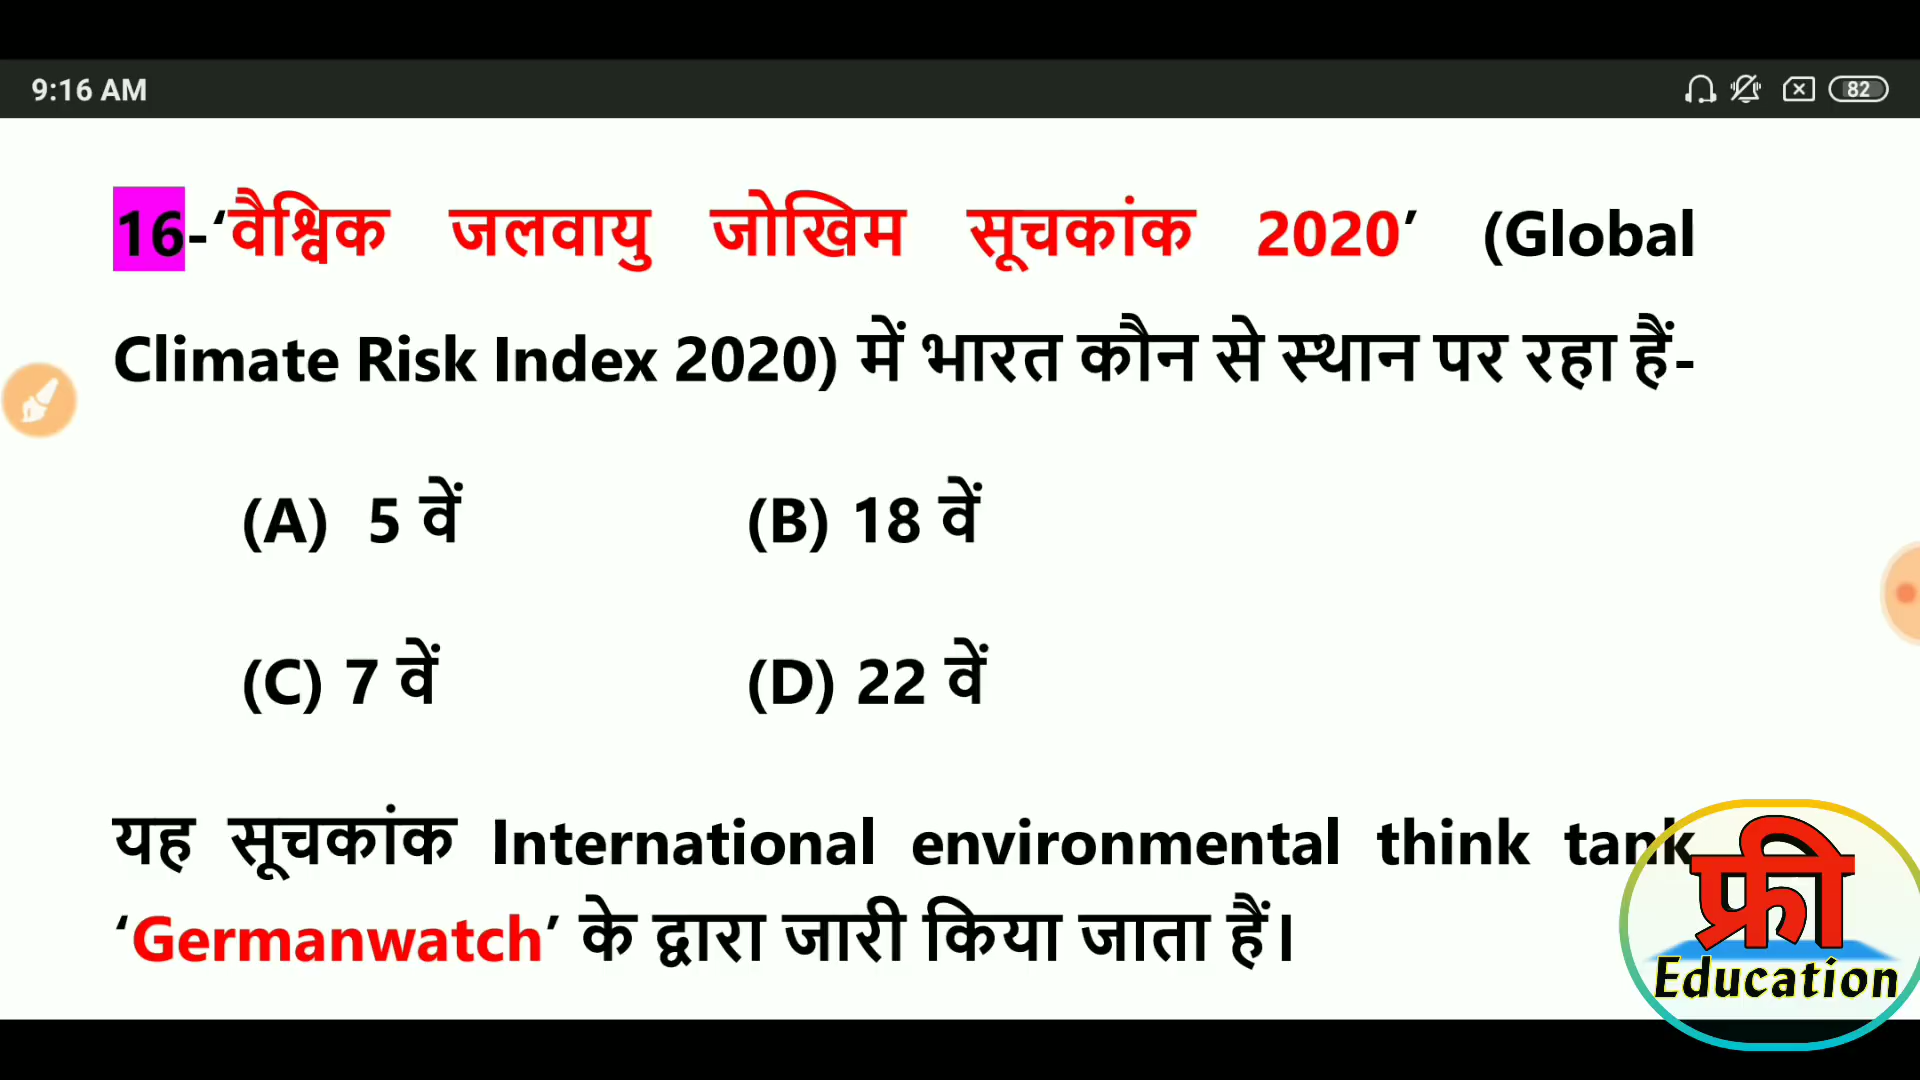 9:16 AM
82
16-‘वैश्विक जलवायु जोखिम सूचकांक 2020’ (Global
Climate Risk Index 2020) में भारत कौन से स्थान पर रहा हैं-
(A) 5 वें (B) 18 वें
(C) 7 वें (D) 22 वें
यह सूचकांक International environmental think tank
‘Germanwatch’ के द्वारा जारी किया जाता हैं।
फ्री
Education